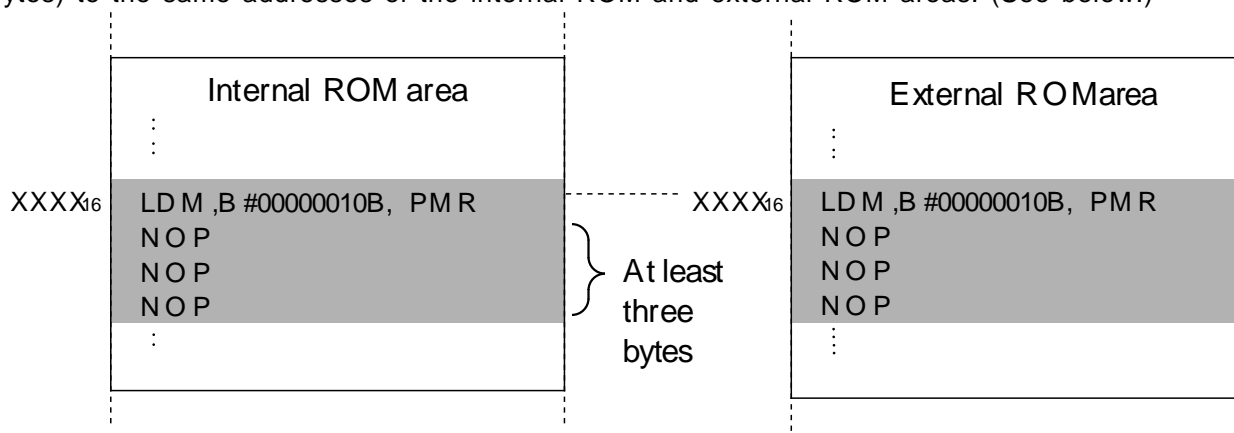 ytes) to the same addresses of the internal ROM and external ROM areas. (See below.)
Internal ROM area
XXXX16
LDM ,B #00000010B, PMR
NOP
NOP
NOP
At least
three
bytes
External ROMarea
XXXX16
LDM ,B #00000010B, PMR
NOP
NOP
NOP